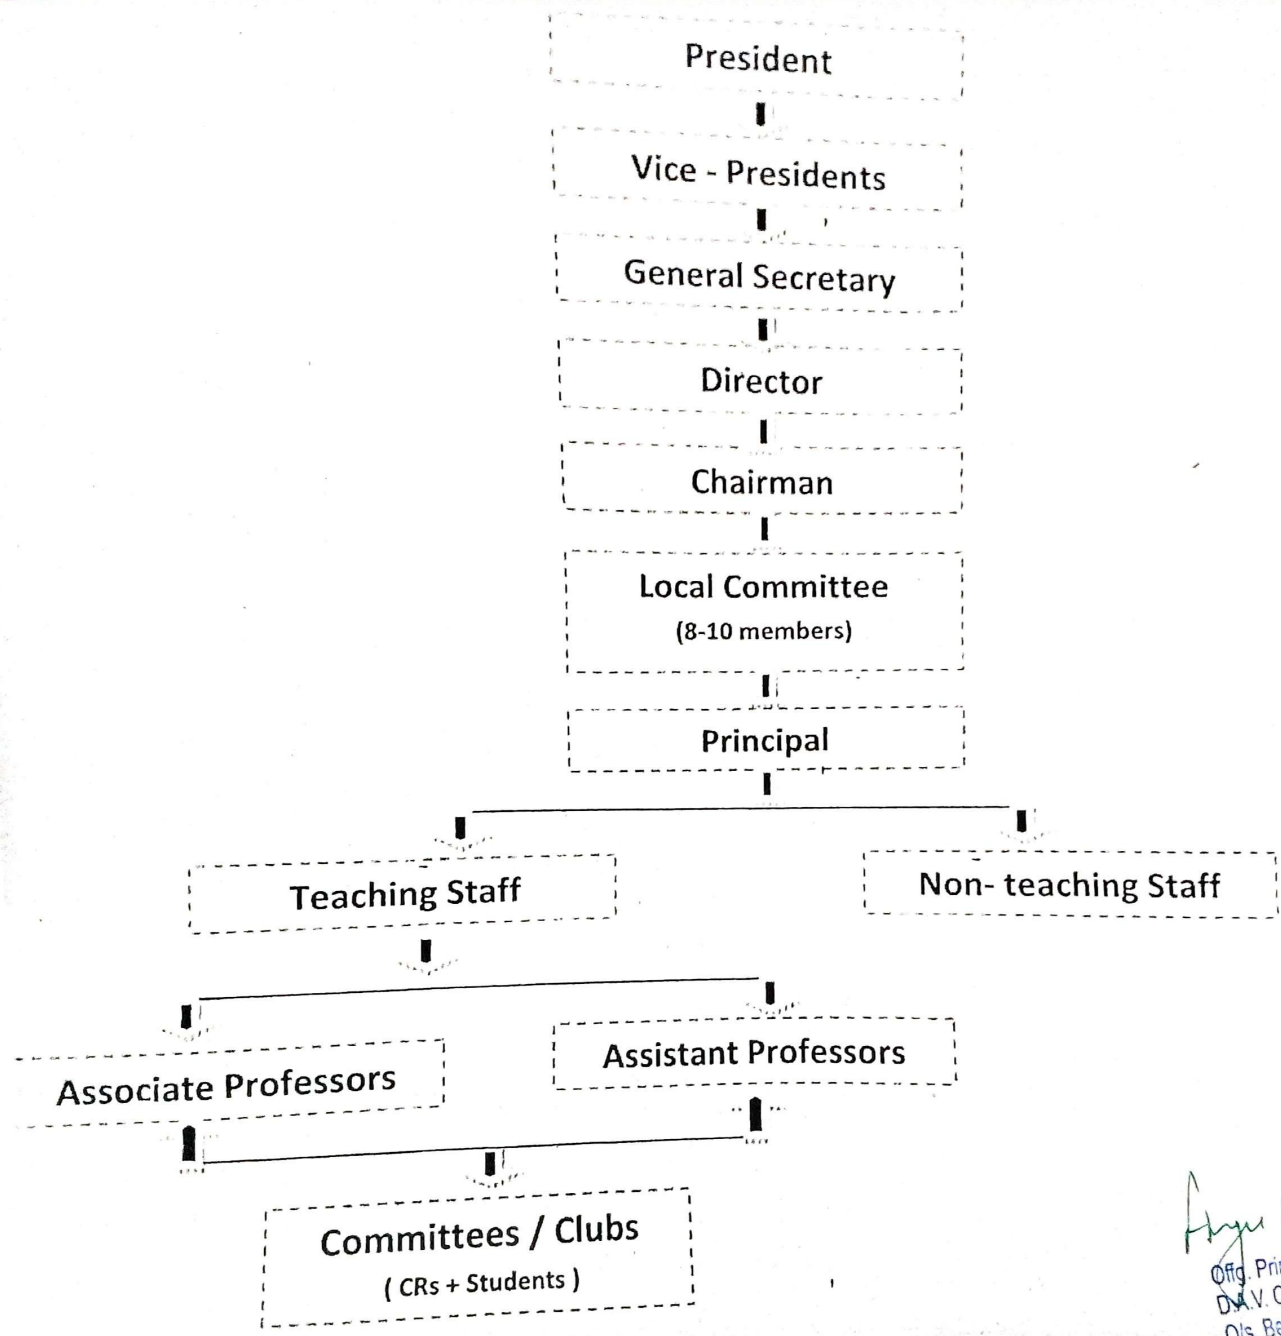 President
Vice - Presidents
General Secretary
Director
Chairman
Local Committee
(8-10 members)
Principal
Teaching Staff
Non- teaching Staff
Associate Professors
Assistant Professors
Committees / Clubs
( CRs + Students )
Offg.
D.A.V.